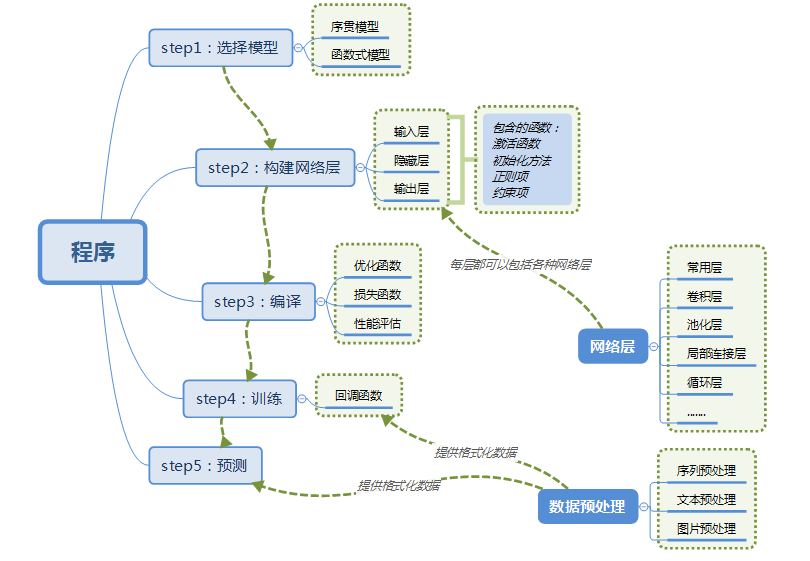 程序
step1：选择模型
序贯模型
函数式模型
step2：构建网络层
输入层
隐藏层
输出层
包含的函数：
激活函数
初始化方法
正则项
约束项
step3：编译
优化函数
损失函数
性能评估
step4：训练
回调函数
step5：预测
每层都可以包括各种网络层
网络层
常用层
卷积层
池化层
局部连接层
循环层
.......
提供格式化数据
提供格式化数据
数据预处理
序列预处理
文本预处理
图片预处理